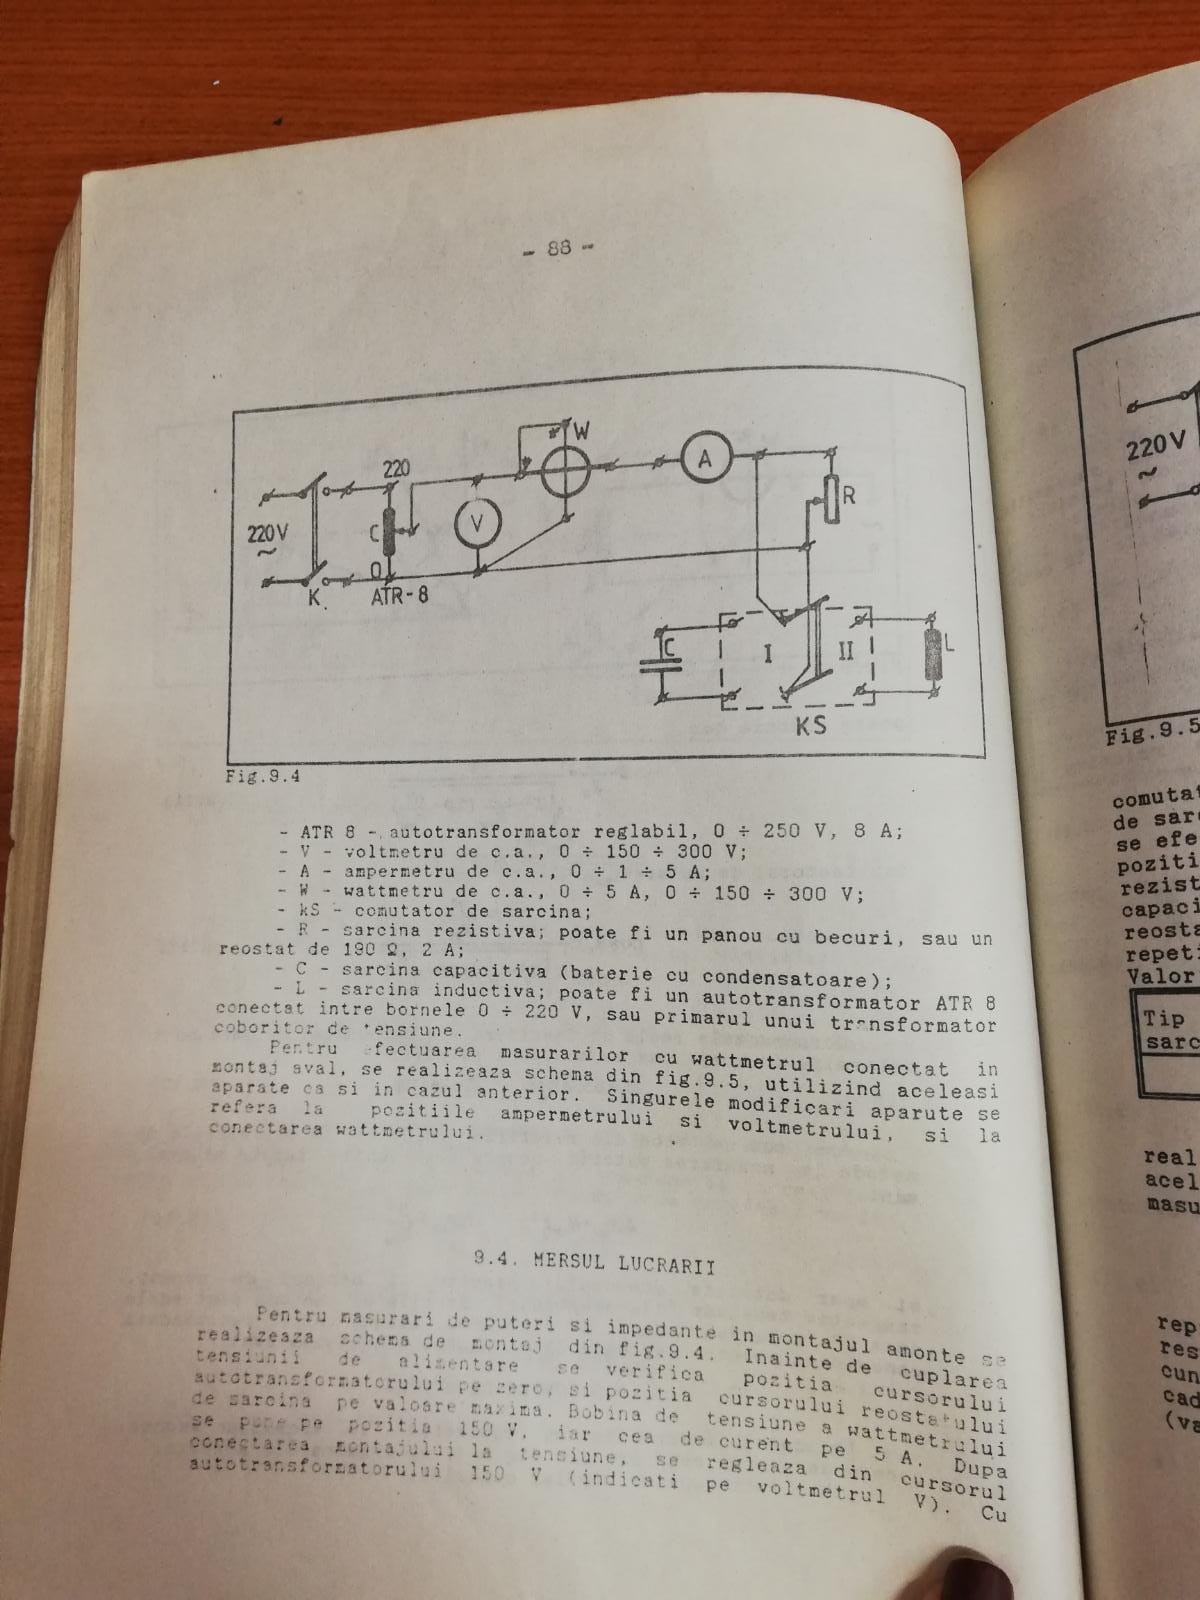 - 88 -
W
220
A
R
220V
C
V
~
O
K
ATR-8
C
I
II
L
KS
Fig.9.4
- ATR 8 - autotransformator reglabil, 0 ÷ 250 V, 8 A;
- V - voltmetru de c.a., 0 ÷ 150 ÷ 300 V;
- A - ampermetru de c.a., 0 ÷ 1 ÷ 5 A;
- W - wattmetru de c.a., 0 ÷ 5 A, 0 ÷ 150 ÷ 300 V;
- kS - comutator de sarcina;
- R - sarcina rezistiva; poate fi un panou cu becuri, sau un
reostat de 190 Ω, 2 A;
- C - sarcina capacitiva (baterie cu condensatoare);
- L - sarcina inductiva; poate fi un autotransformator ATR 8
conectat intre bornele 0 ÷ 220 V, sau primarul unui transformator
coboritor de tensiune.
Pentru efectuarea masurarilor cu wattmetrul conectat in
montaj aval, se realizeaza schema din fig.9.5, utilizind aceleasi
aparate ca si in cazul anterior. Singurele modificari aparute se
refera la pozitiile ampermetrului si voltmetrului, si la
conectarea wattmetrului.
9.4. MERSUL LUCRARII
Pentru masurari de puteri si impedante in montajul amonte se
realizeaza schema de montaj din fig.9.4. Inainte de cuplarea
tensiunii de alimentare se verifica pozitia cursorului
autotransformatorului pe zero, si pozitia cursorului reostatului
de sarcina pe valoare maxima. Bobina de tensiune a wattmetrului
se pune pe pozitia 150 V, iar cea de curent pe 5 A. Dupa
conectarea montajului la tensiune, se regleaza din cursorul
autotransformatorului 150 V (indicati pe voltmetrul V). Cu
220V
~
Fig.9.5
comutat
de sarc
se efe
poziti
rezist
capaci
reosta
repeti
Valor
Tip
sarc
real
acel
masu
rep
res
cun
cad
(va